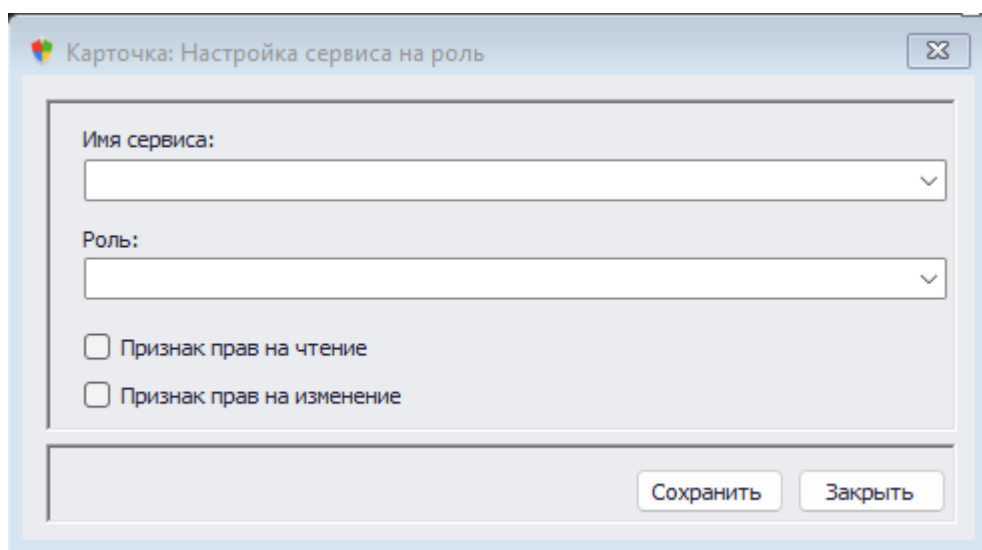 Карточка: Настройка сервиса на роль
Имя сервиса:
Роль:
Признак прав на чтение
Признак прав на изменение
Сохранить
Закрыть